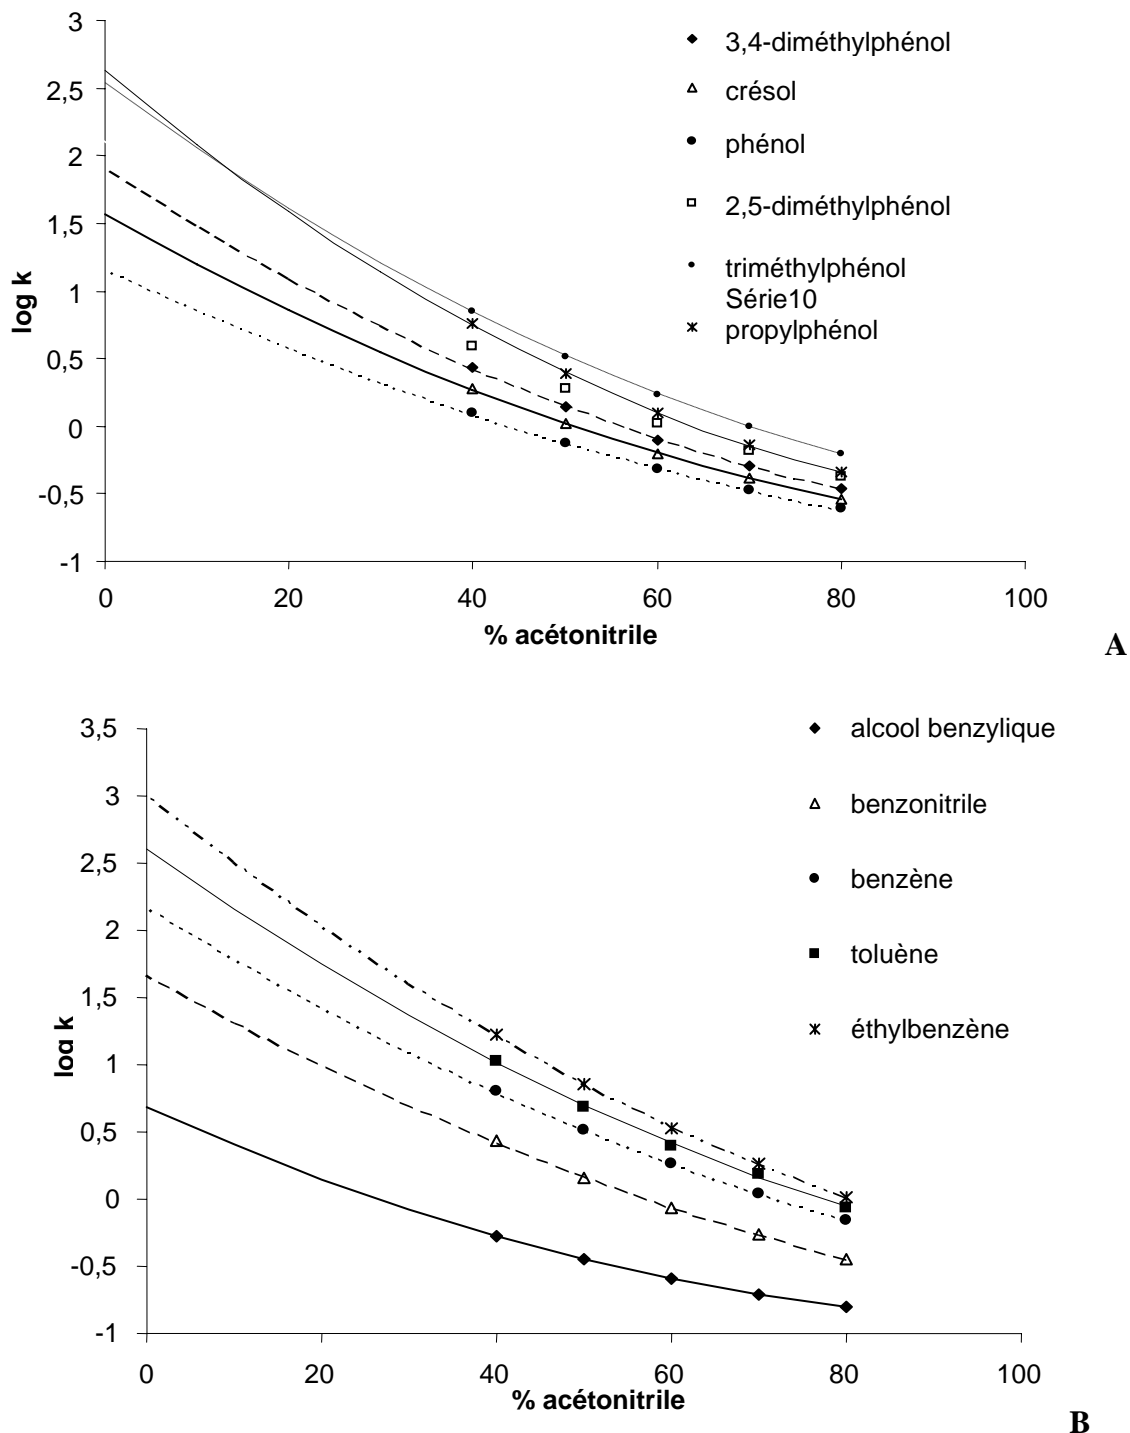 3
2,5
2
1,5
1
0,5
0
-0,5
-1
log k
0 20 40 60 80 100
% acétonitrile
3,4-diméthylphénol
crésol
phénol
2,5-diméthylphénol
triméthylphénol
Série10
propylphénol
A
3,5
3
2,5
2
1,5
1
0,5
0
-0,5
-1
log k
0 20 40 60 80 100
% acétonitrile
alcool benzylique
benzonitrile
benzène
toluène
éthylbenzène
B